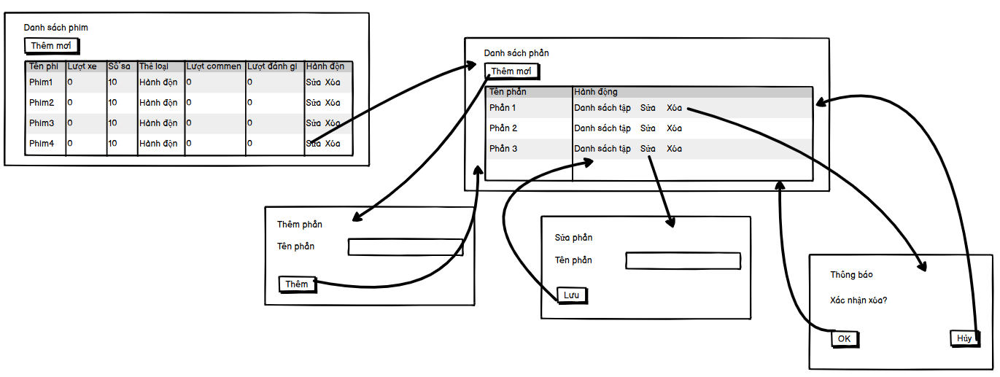 Danh sách phim
Thêm mới
Tên phi Lượt xe Số sa Thể loại Lượt commen Lượt đánh gi Hành độn
Phim1 0 10 Hành độn 0 0 Sửa Xóa
Phim2 0 10 Hành độn 0 0 Sửa Xóa
Phim3 0 10 Hành độn 0 0 Sửa Xóa
Phim4 0 10 Hành độn 0 0 Sửa Xóa
Danh sách phần
Thêm mới
Tên phần Hành động
Phần 1 Danh sách tập Sửa Xóa
Phần 2 Danh sách tập Sửa Xóa
Phần 3 Danh sách tập Sửa Xóa
Thêm phần
Tên phần
Thêm
Sửa phần
Tên phần
Lưu
Thông báo
Xác nhận xóa?
OK Hủy